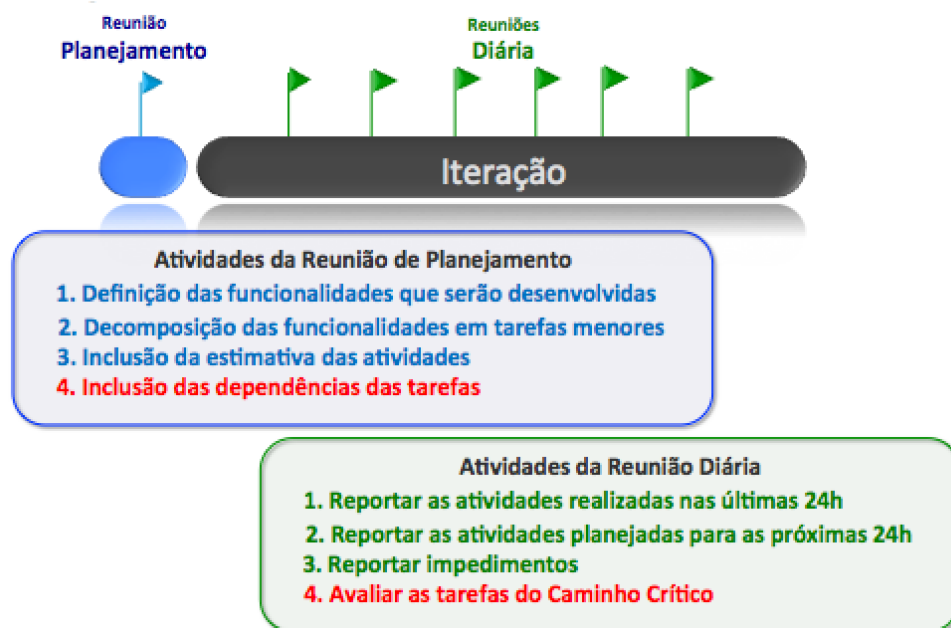 Reunião
Planejamento
Reuniões
Diária
Iteração
Atividades da Reunião de Planejamento
1. Definição das funcionalidades que serão desenvolvidas
2. Decomposição das funcionalidades em tarefas menores
3. Inclusão da estimativa das atividades
4. Inclusão das dependências das tarefas
Atividades da Reunião Diária
1. Reportar as atividades realizadas nas últimas 24h
2. Reportar as atividades planejadas para as próximas 24h
3. Reportar impedimentos
4. Avaliar as tarefas do Caminho Crítico